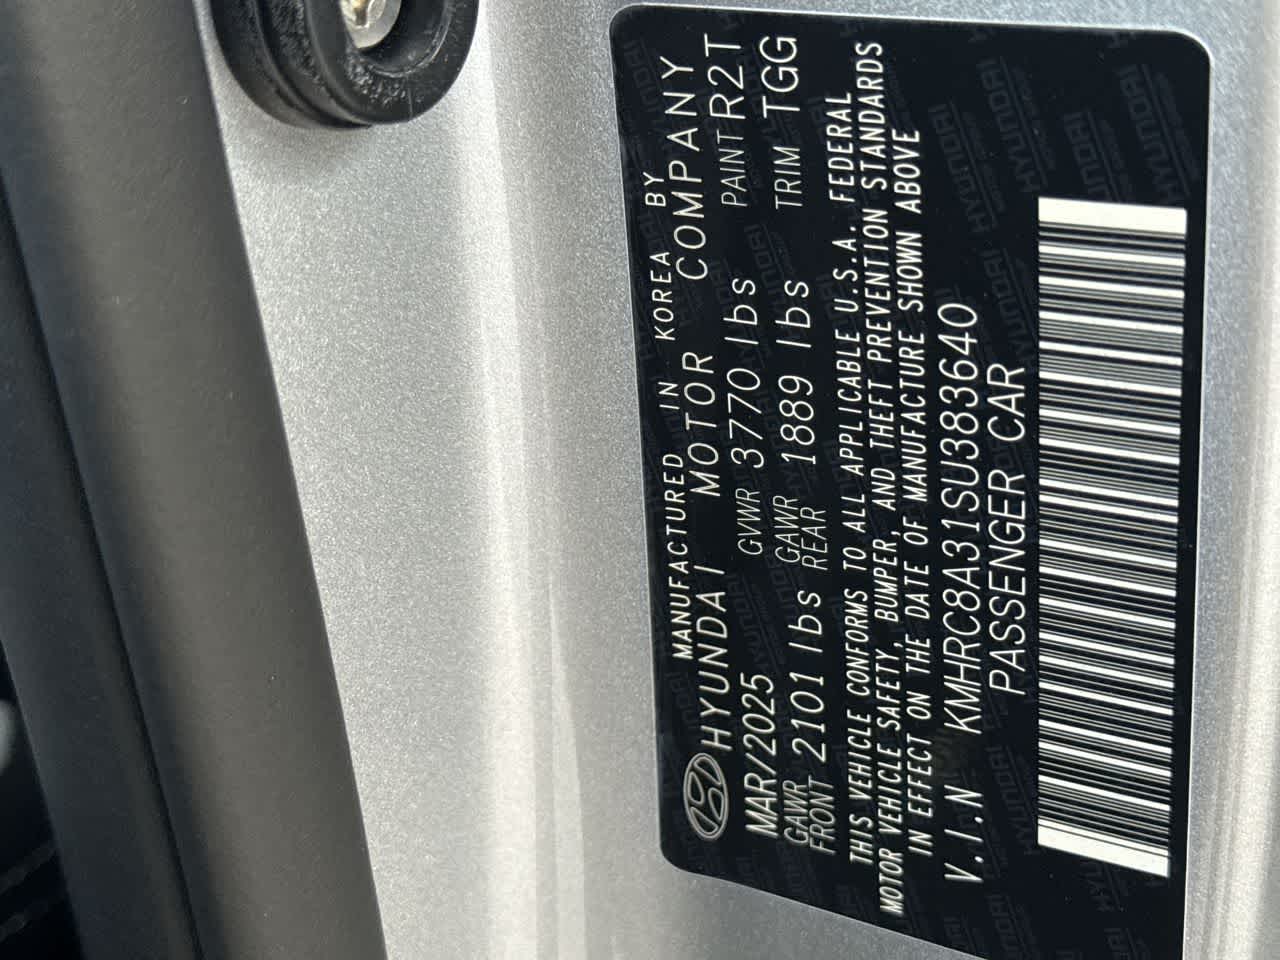 MANUFACTURED IN KOREA BY
HYUNDAI MOTOR COMPANY
MAR/2025 GVWR 3770 lbs PAINT R2T
GAWR FRONT 2101 lbs GAWR REAR 1889 lbs TRIM TGG
THIS VEHICLE CONFORMS TO ALL APPLICABLE U.S.A. FEDERAL
MOTOR VEHICLE SAFETY, BUMPER, AND THEFT PREVENTION STANDARDS
IN EFFECT ON THE DATE OF MANUFACTURE SHOWN ABOVE
V.I.N KMHRC8A31SU383640
PASSENGER CAR